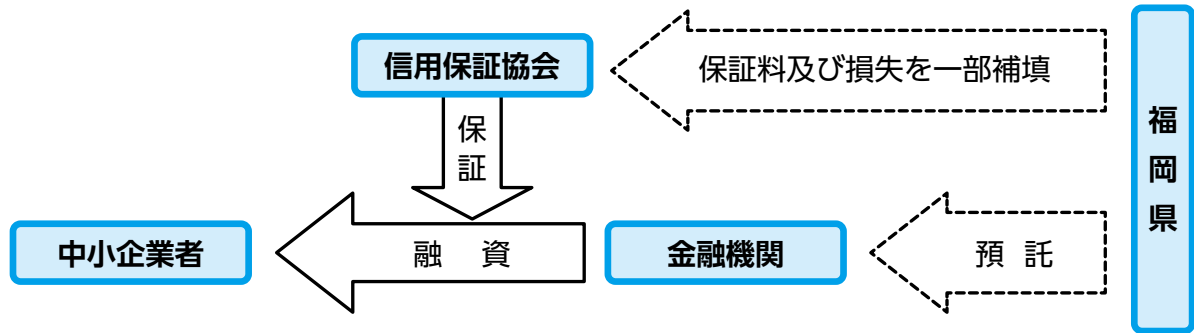 信用保証協会
保証料及び損失を一部補填
福岡県
保証
中小企業者
融　資
金融機関
預　託